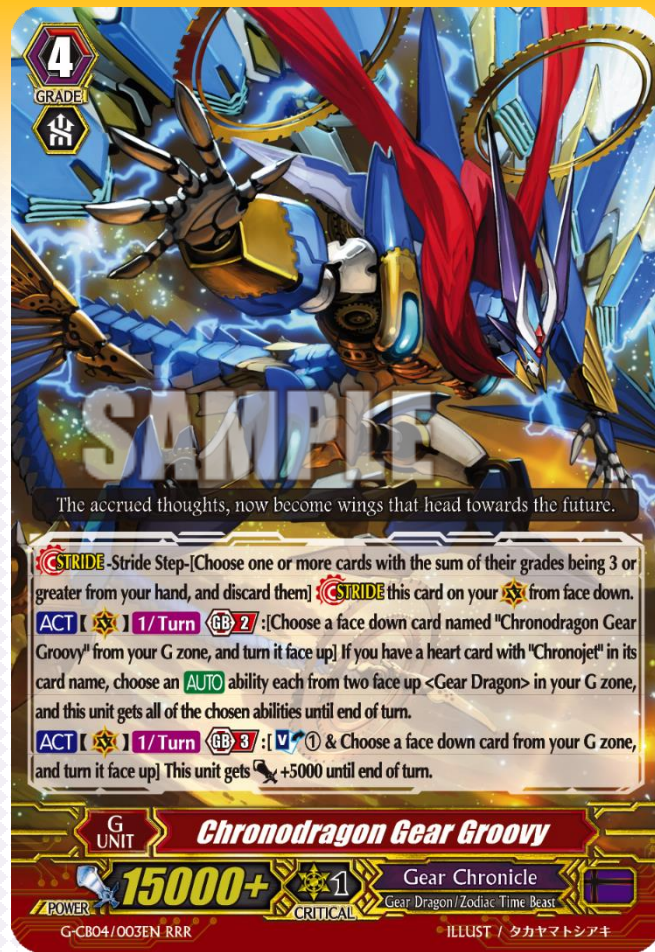 4
GRADE
SAMPLE
The accrued thoughts, now become wings that head towards the future.
STRIDE -Stride Step-[Choose one or more cards with the sum of their grades being 3 or
greater from your hand, and discard them] STRIDE this card on your V from face down.
ACT【V】1/Turn GB 2 :[Choose a face down card named "Chronodragon Gear
Groovy" from your G zone, and turn it face up] If you have a heart card with "Chronojet" in its
card name, choose an AUTO ability each from two face up <Gear Dragon> in your G zone,
and this unit gets all of the chosen abilities until end of turn.
ACT【V】1/Turn GB 3 :[V ① & Choose a face down card from your G zone,
and turn it face up] This unit gets +5000 until end of turn.
G
UNIT
Chronodragon Gear Groovy
POWER 15000+ 1 CRITICAL
Gear Chronicle
Gear Dragon/Zodiac Time Beast
G-CB04/003EN RRR
ILLUST / タカヤマトシアキ